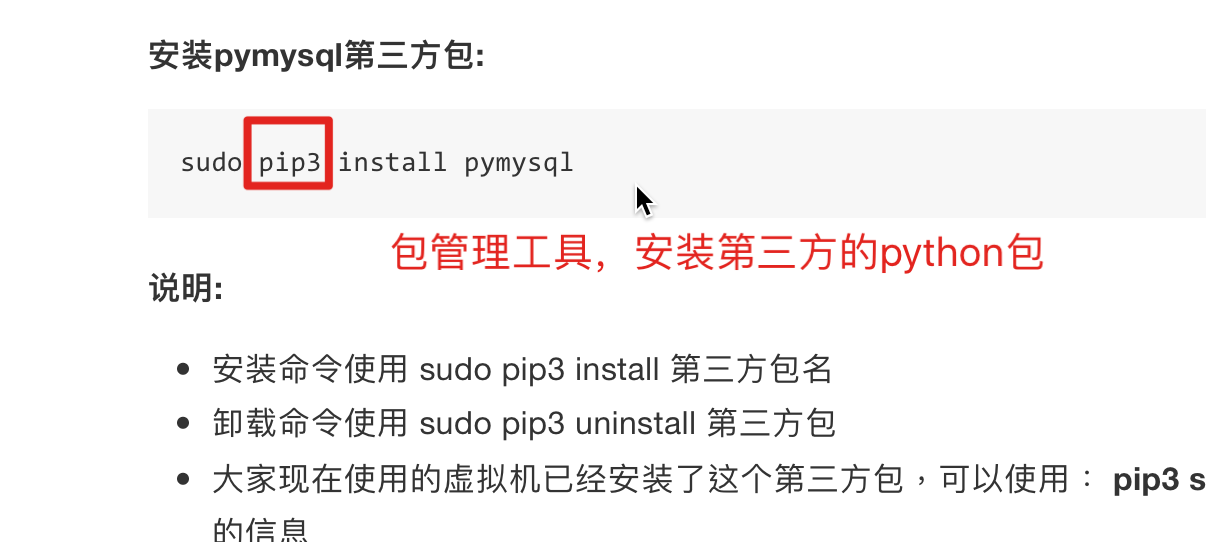 安装pymysql第三方包:
sudo pip3 install pymysql
包管理工具，安装第三方的python包
说明:
安装命令使用 sudo pip3 install 第三方包名
卸载命令使用 sudo pip3 uninstall 第三方包
大家现在使用的虚拟机已经安装了这个第三方包，可以使用： pip3 s
的信息